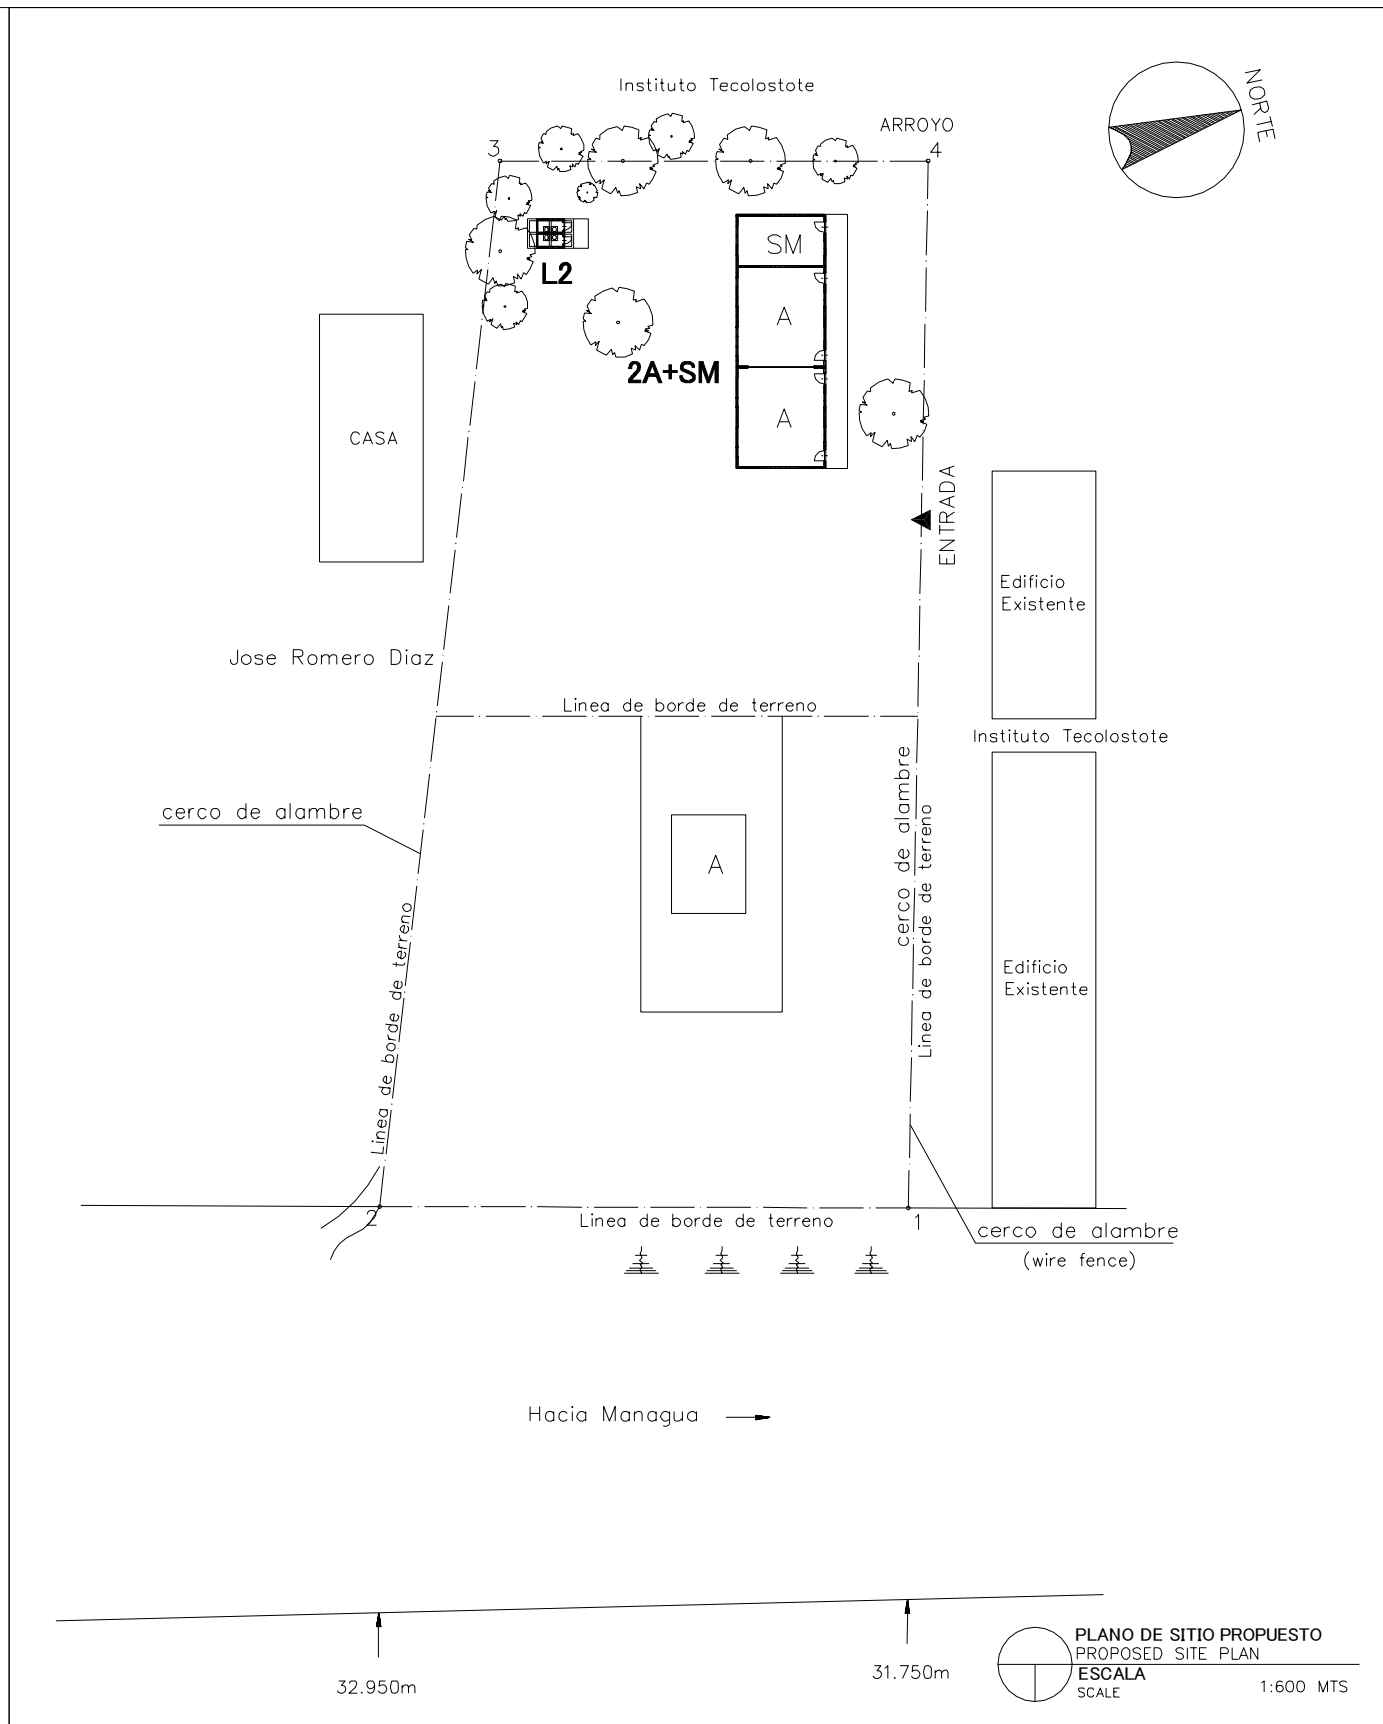 Instituto Tecolostote
NORTE
ARROYO
3
4
SM
L2
A
2A+SM
A
CASA
ENTRADA
Edificio
Existente
Jose Romero Diaz
Linea de borde de terreno
Instituto Tecolostote
cerco de alambre
cerco de alambre
Linea de borde de terreno
A
Linea de borde de terreno
Edificio
Existente
2
Linea de borde de terreno
1
cerco de alambre
(wire fence)
Hacia Managua
32.950m
31.750m
PLANO DE SITIO PROPUESTO
PROPOSED SITE PLAN
ESCALA
SCALE
1:600 MTS